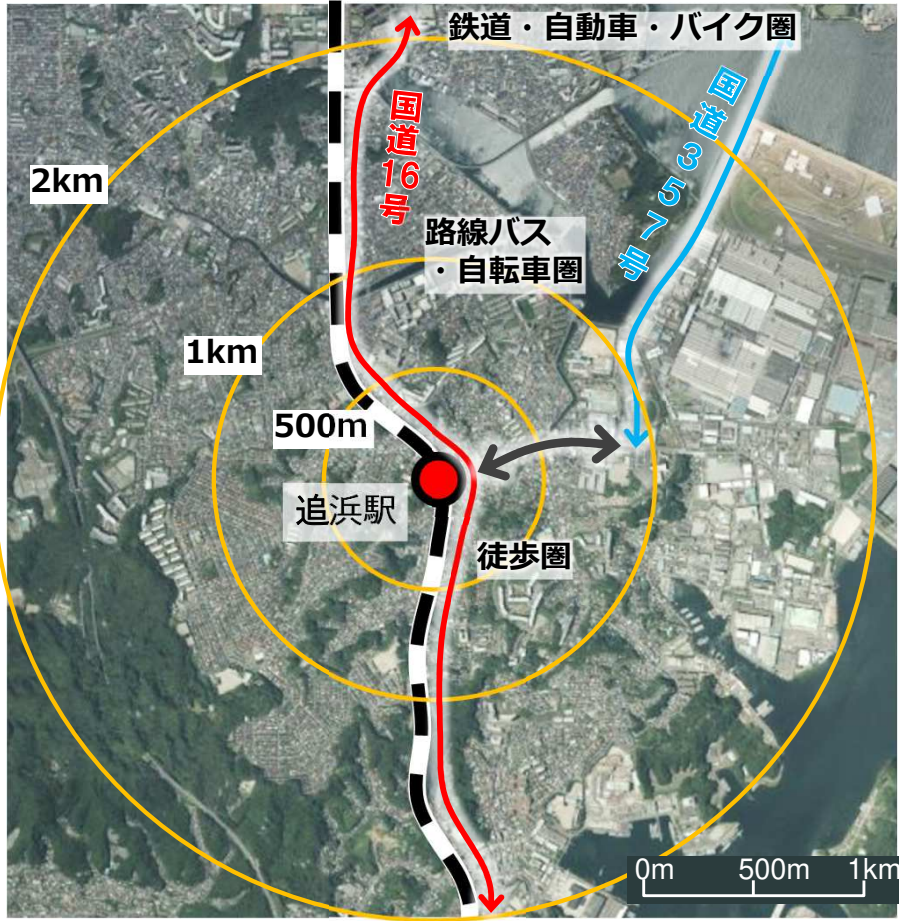 鉄道・自動車・バイク圏
国道16号
国道３５７号
2km
路線バス
・自転車圏
1km
500m
追浜駅
徒歩圏
0m 500m 1km